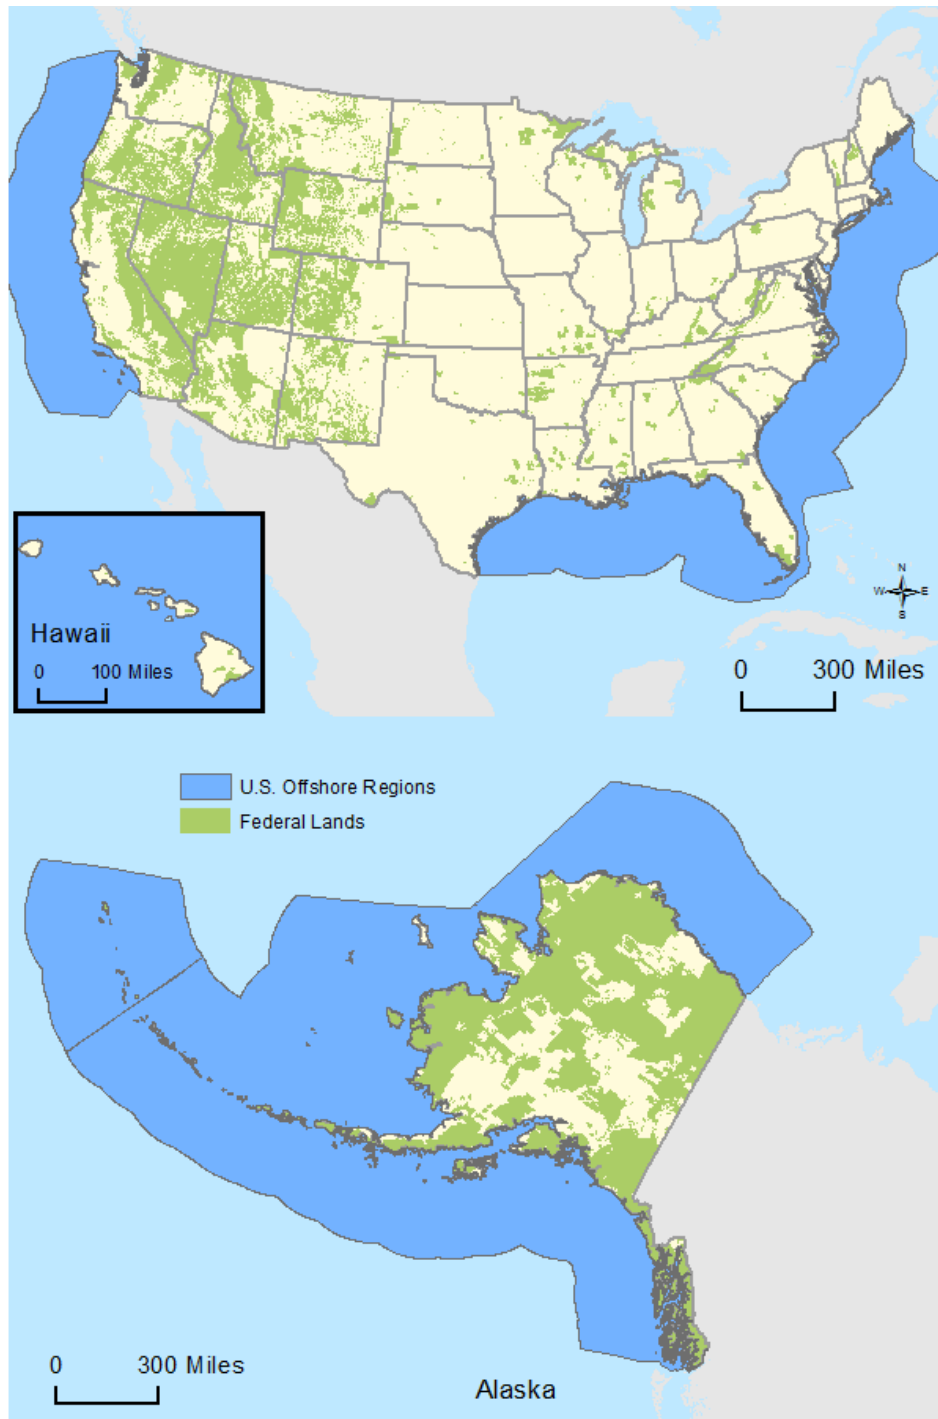 N
W E
S
Hawaii
0 100 Miles
0 300 Miles
U.S. Offshore Regions
Federal Lands
0 300 Miles
Alaska